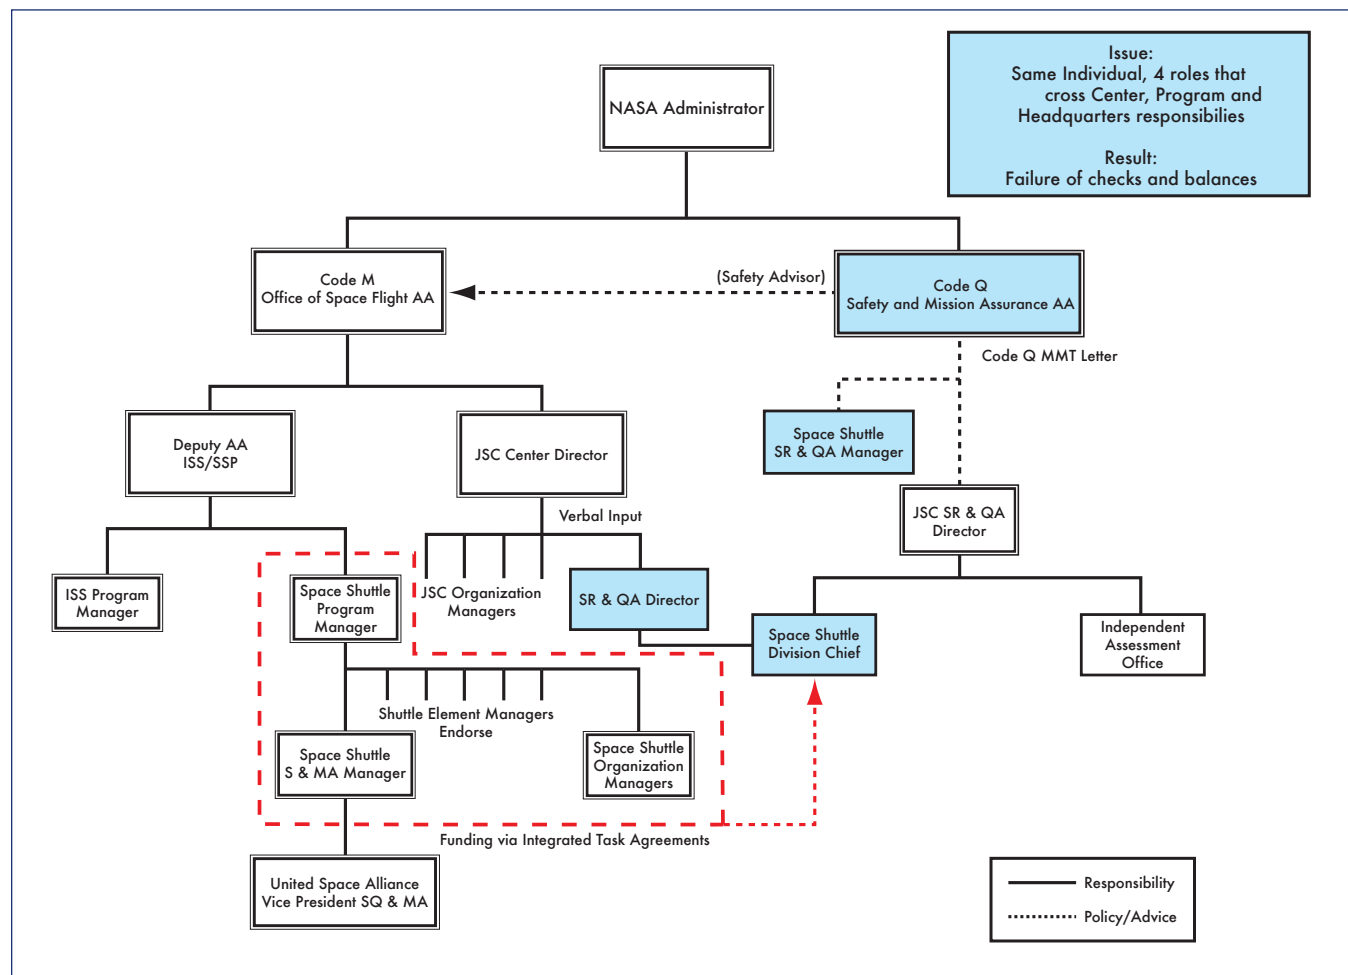 Issue:
Same Individual, 4 roles that
cross Center, Program and
Headquarters responsibilies
Result:
Failure of checks and balances
NASA Administrator
Code M
Office of Space Flight AA
(Safety Advisor)
Code Q
Safety and Mission Assurance AA
Code Q MMT Letter
Deputy AA
ISS/SSP
JSC Center Director
Space Shuttle
SR & QA Manager
Verbal Input
JSC SR & QA
Director
ISS Program
Manager
Space Shuttle
Program
Manager
JSC Organization
Managers
SR & QA Director
Space Shuttle
Division Chief
Independent
Assessment
Office
Shuttle Element Managers
Endorse
Space Shuttle
S & MA Manager
Space Shuttle
Organization
Managers
Funding via Integrated Task Agreements
United Space Alliance
Vice President SQ & MA
Responsibility
Policy/Advice